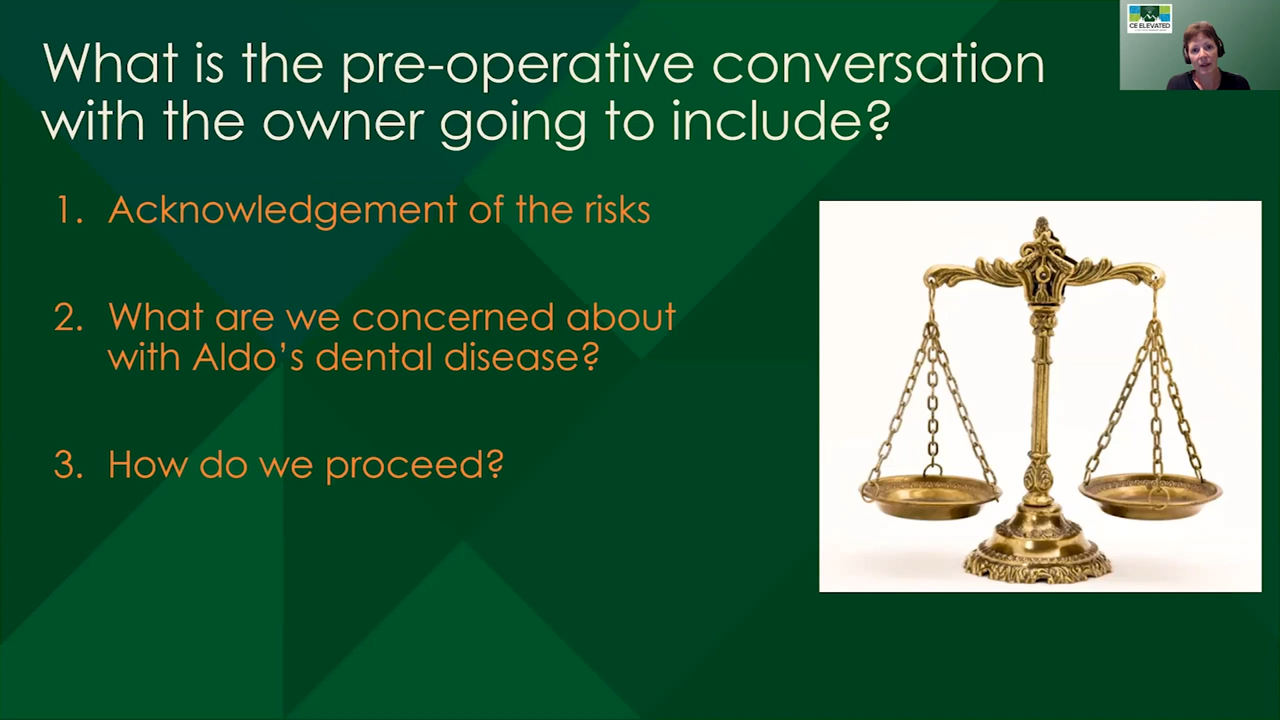 What is the pre-operative conversation
with the owner going to include?
CE ELEVATED
1. Acknowledgement of the risks
2. What are we concerned about
with Aldo's dental disease?
3. How do we proceed?